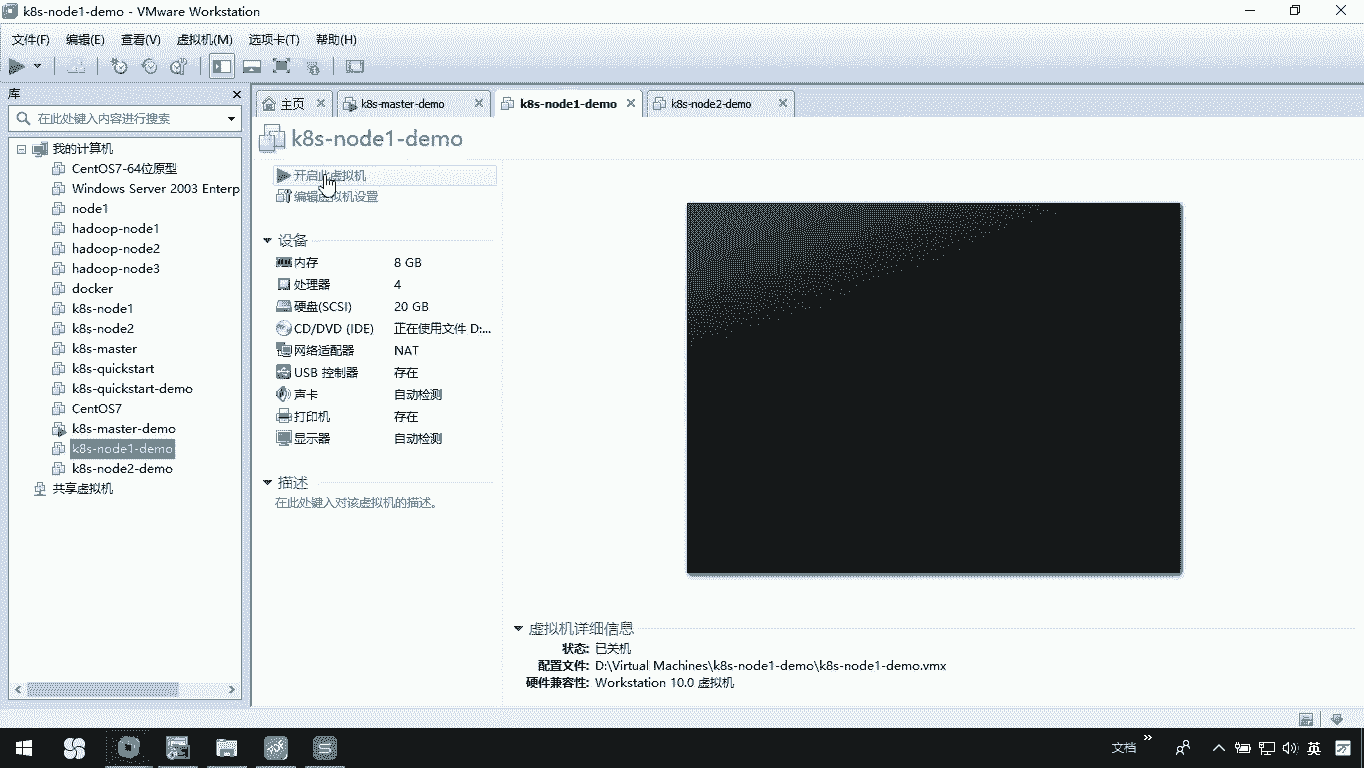 k8s-node1-demo - VMware Workstation
文件(F) 编辑(E) 查看(V) 虚拟机(M) 选项卡(T) 帮助(H)
库
在此处键入内容进行搜索
我的计算机
CentOS7-64位原型
Windows Server 2003 Enterp
node1
hadoop-node1
hadoop-node2
hadoop-node3
docker
k8s-node1
k8s-node2
k8s-master
k8s-quickstart
k8s-quickstart-demo
CentOS7
k8s-master-demo
k8s-node1-demo
k8s-node2-demo
共享虚拟机
主页 k8s-master-demo k8s-node1-demo k8s-node2-demo
k8s-node1-demo
开启此虚拟机
编辑虚拟机设置
设备
内存 8 GB
处理器 4
硬盘(SCSI) 20 GB
CD/DVD (IDE) 正在使用文件 D:...
网络适配器 NAT
USB 控制器 存在
声卡 自动检测
打印机 存在
显示器 自动检测
描述
在此处键入对该虚拟机的描述。
虚拟机详细信息
状态: 已关机
配置文件: D:\Virtual Machines\k8s-node1-demo\k8s-node1-demo.vmx
硬件兼容性: Workstation 10.0 虚拟机
文档 英